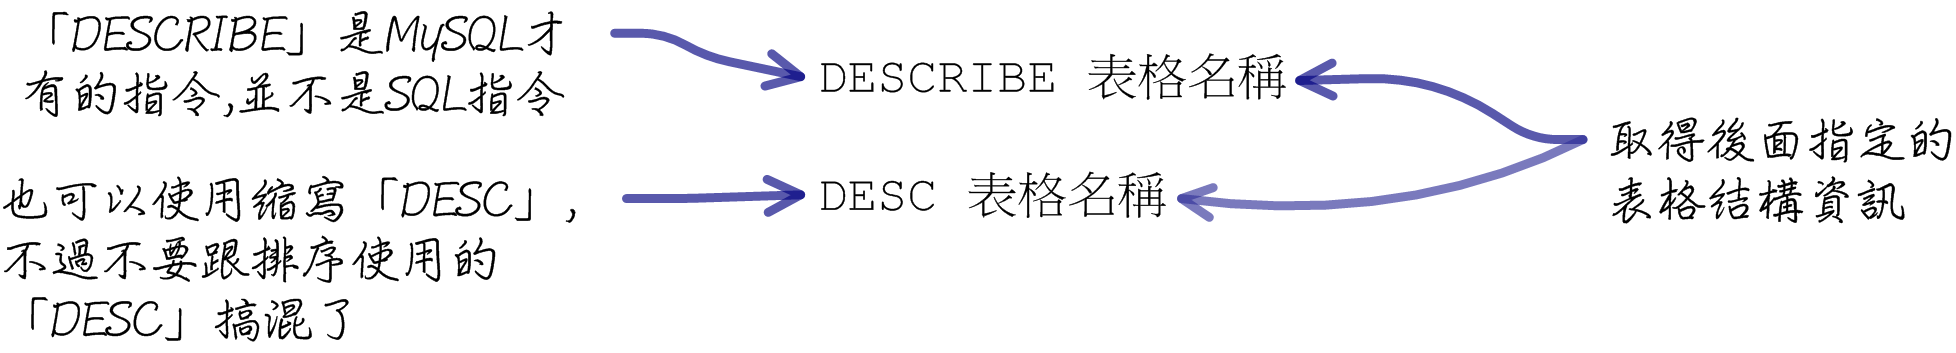 「DESCRIBE」是MySQL才
有的指令,並不是SQL指令
DESCRIBE 表格名稱
也可以使用縮寫「DESC」,
不過不要跟排序使用的
「DESC」搞混了
DESC 表格名稱
取得後面指定的
表格結構資訊